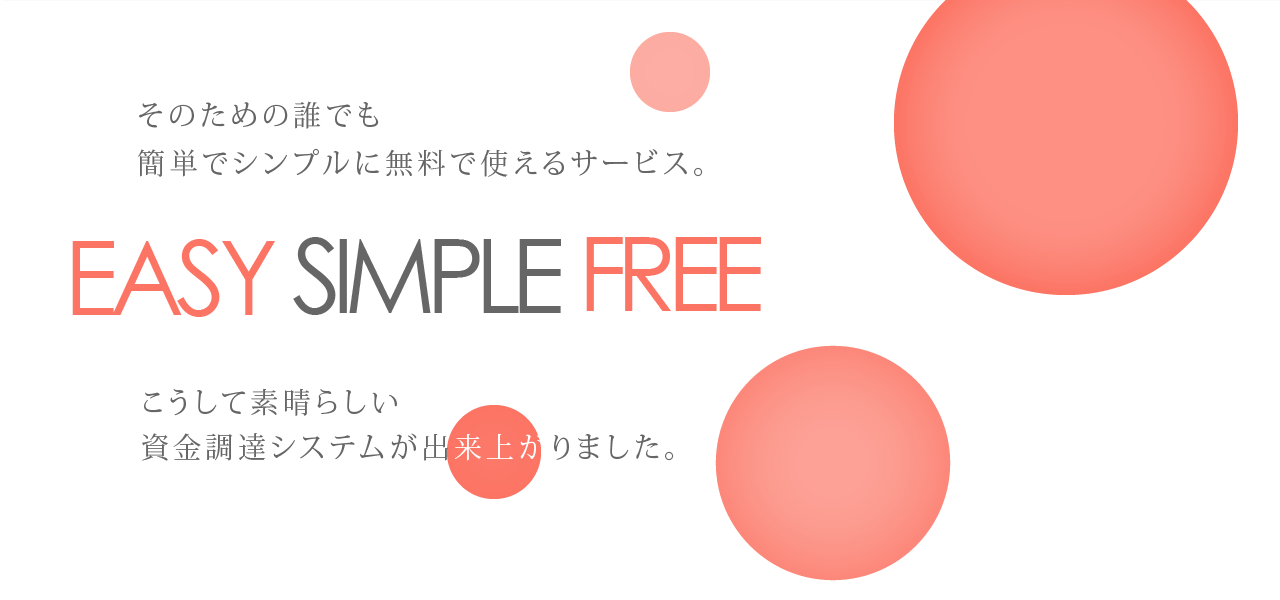 そのための誰でも
簡単でシンプルに無料で使えるサービス。
EASY SIMPLE FREE
こうして素晴らしい
資金調達システムが出来上がりました。